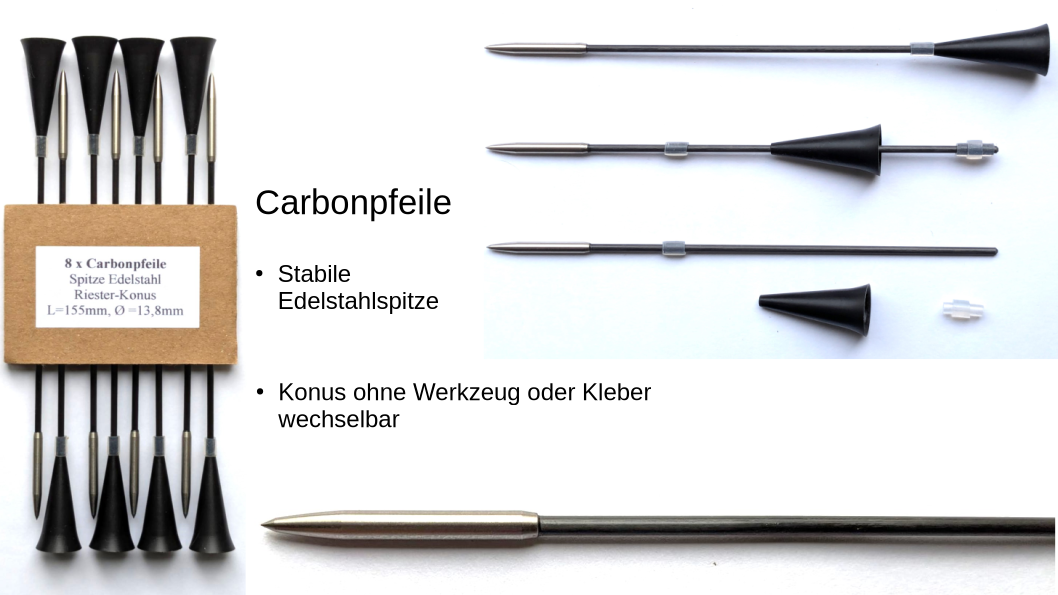 8 x Carbonpfeile
Spitze Edelstahl
Riester-Konus
L=155mm, Ø =13,8mm
Carbonpfeile
• Stabile
Edelstahlspitze
• Konus ohne Werkzeug oder Kleber
wechselbar